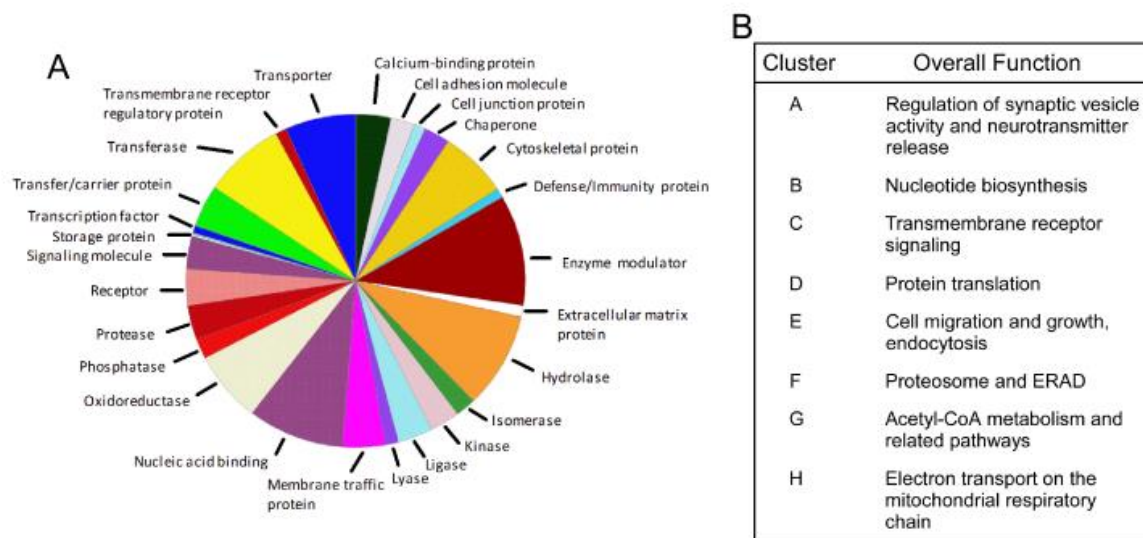 A
Calcium-binding protein
Cell adhesion molecule
Cell junction protein
Chaperone
Cytoskeletal protein
Defense/Immunity protein
Enzyme modulator
Extracellular matrix
protein
Hydrolase
Isomerase
Kinase
Ligase
Lyase
Membrane traffic
protein
Nucleic acid binding
Oxidoreductase
Phosphatase
Protease
Receptor
Signaling molecule
Storage protein
Transcription factor
Transfer/carrier protein
Transferase
Transmembrane receptor
regulatory protein
Transporter
B
Cluster Overall Function
A Regulation of synaptic vesicle
activity and neurotransmitter
release
B Nucleotide biosynthesis
C Transmembrane receptor
signaling
D Protein translation
E Cell migration and growth,
endocytosis
F Proteosome and ERAD
G Acetyl-CoA metabolism and
related pathways
H Electron transport on the
mitochondrial respiratory
chain